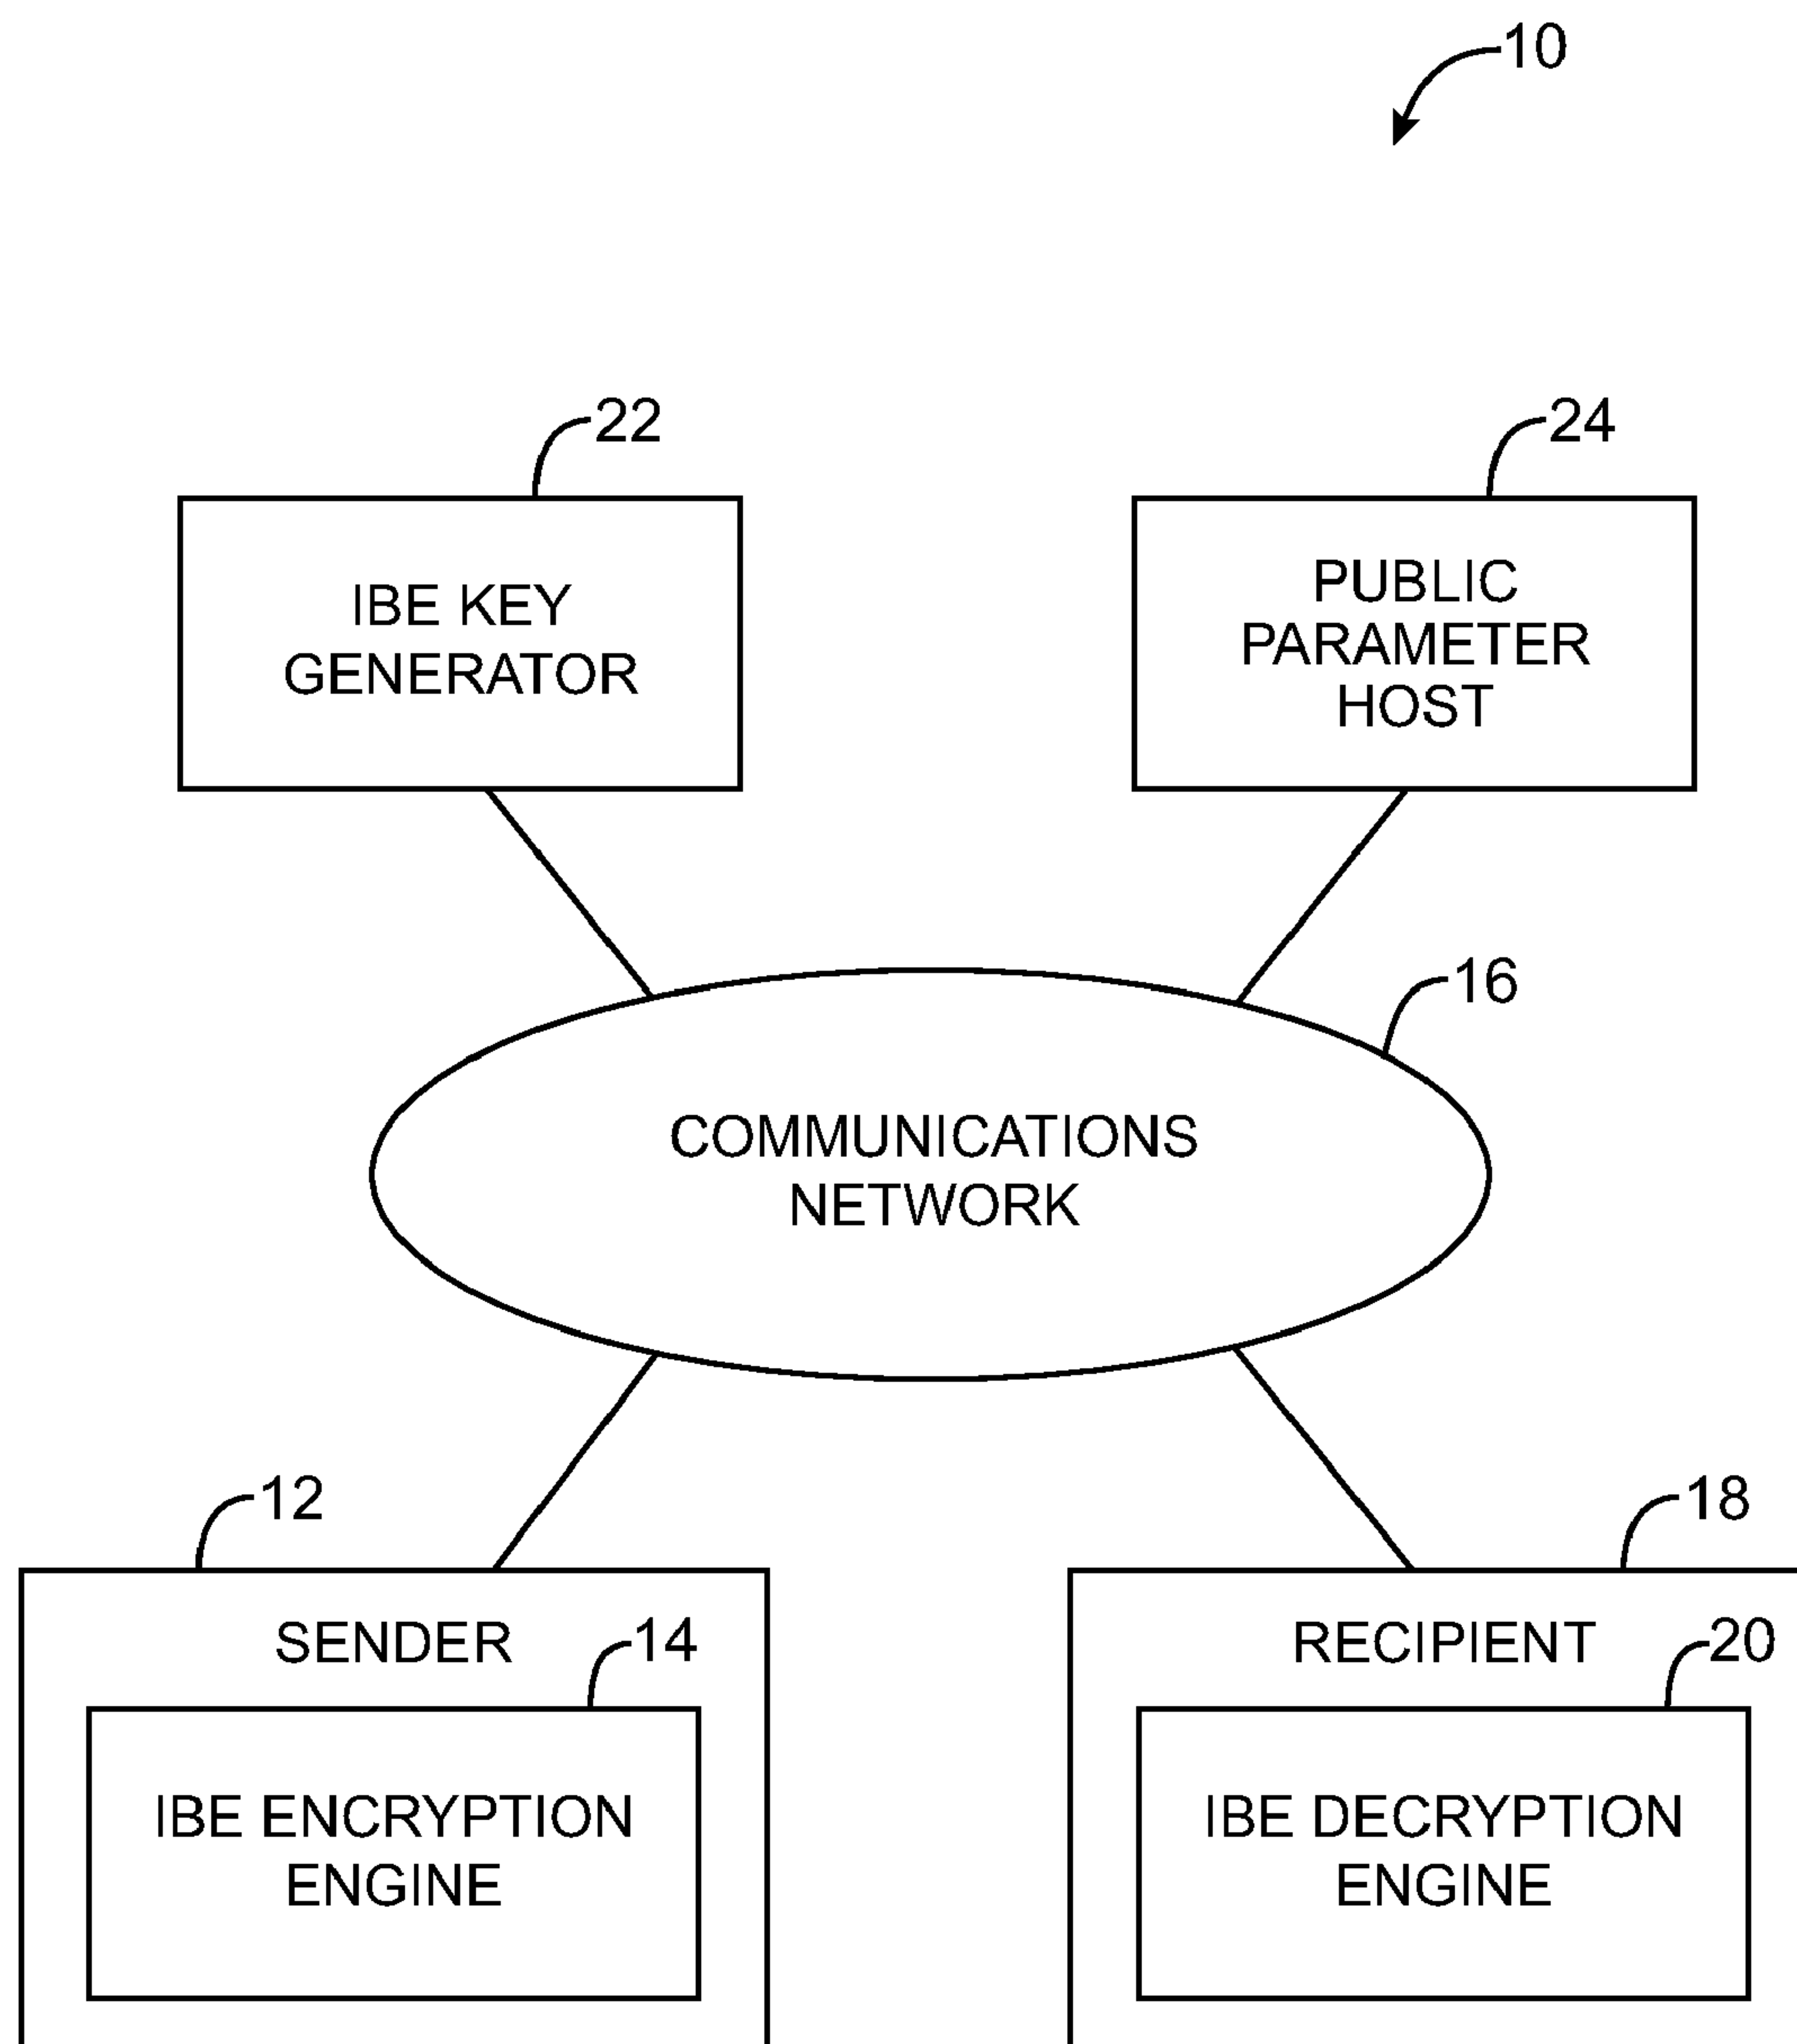 10
22
24
IBE KEY
GENERATOR
PUBLIC
PARAMETER
HOST
16
COMMUNICATIONS
NETWORK
12
18
SENDER
14
RECIPIENT
20
IBE ENCRYPTION
ENGINE
IBE DECRYPTION
ENGINE